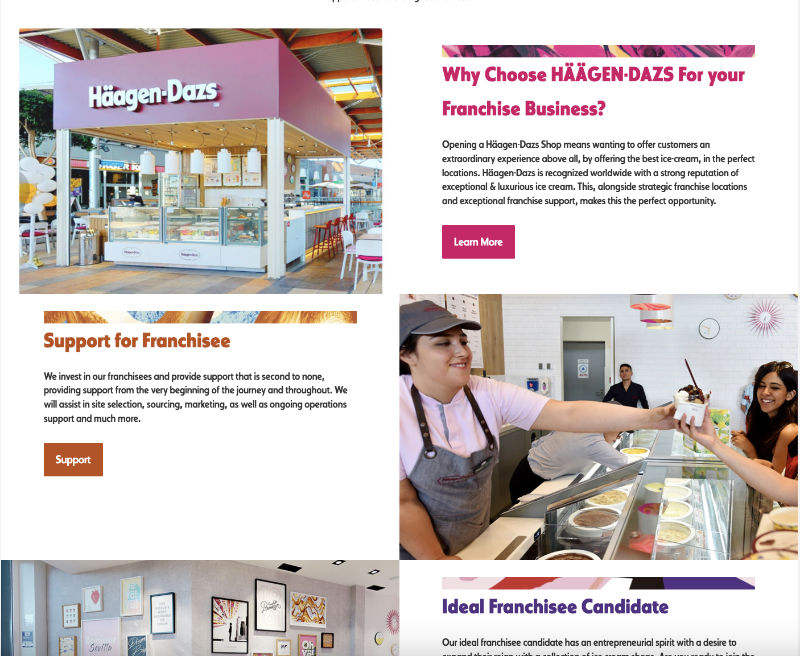 Häagen-Dazs
Why Choose HÄÄGEN-DAZS For your
Franchise Business?
Opening a Häagen-Dazs Shop means wanting to offer customers an
extraordinary experience above all, by offering the best ice-cream, in the perfect
locations. Häagen-Dazs is recognized worldwide with a strong reputation of
exceptional & luxurious ice cream. This, alongside strategic franchise locations
and exceptional franchise support, makes this the perfect opportunity.
Learn More
Support for Franchisee
We invest in our franchisees and provide support that is second to none,
providing support from the very beginning of the journey and throughout. We
will assist in site selection, sourcing, marketing, as well as ongoing operations
support and much more.
Support
Ideal Franchisee Candidate
Our ideal franchisee candidate has an entrepreneurial spirit with a desire to